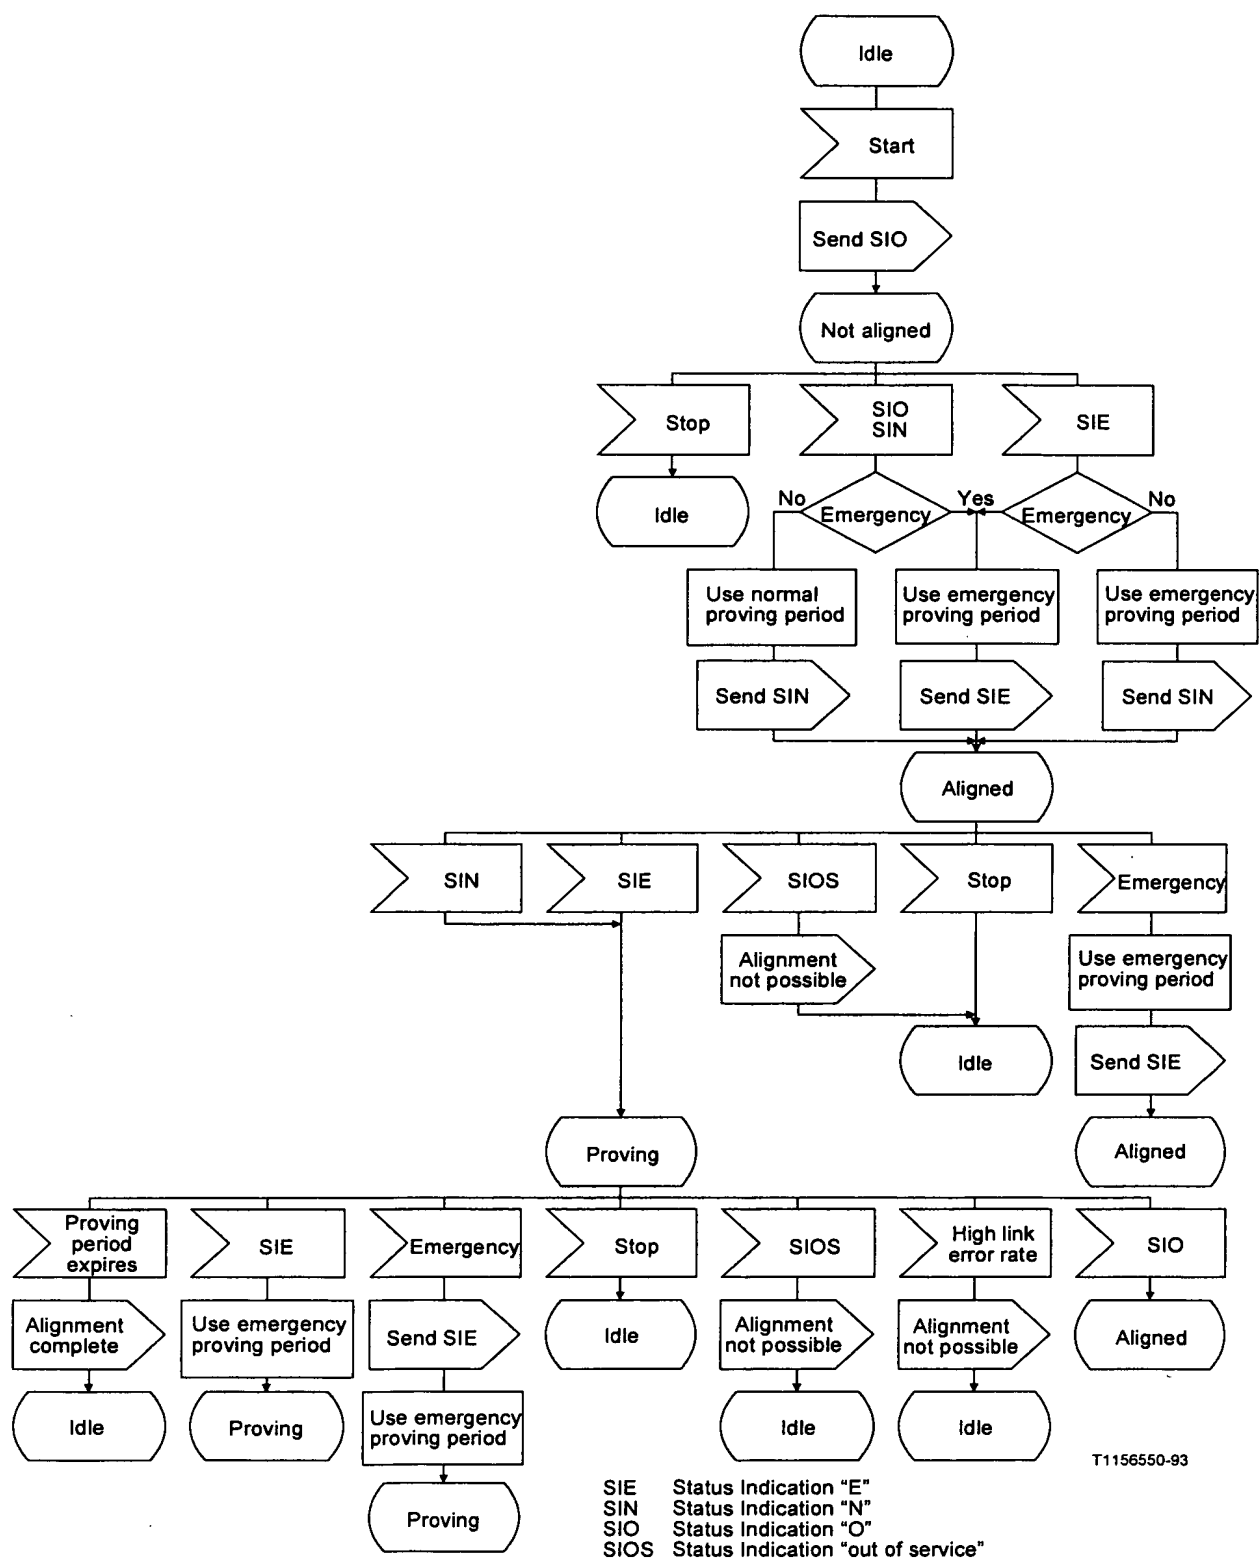 Idle
Start
Send SIO
Not aligned
Stop
SIO
SIN
SIE
Idle
No
Emergency
Yes
Emergency
No
Use normal
proving period
Use emergency
proving period
Use emergency
proving period
Send SIN
Send SIE
Send SIN
Aligned
SIN
SIE
SIOS
Stop
Emergency
Alignment
not possible
Use emergency
proving period
Idle
Send SIE
Proving
Aligned
Proving
period
expires
SIE
Emergency
Stop
SIOS
High link
error rate
SIO
Alignment
complete
Use emergency
proving period
Send SIE
Idle
Alignment
not possible
Alignment
not possible
Aligned
Idle
Proving
Use emergency
proving period
Idle
Idle
Proving
T1156550-93
SIE Status Indication “E”
SIN Status Indication “N”
SIO Status Indication “O”
SIOS Status Indication “out of service”